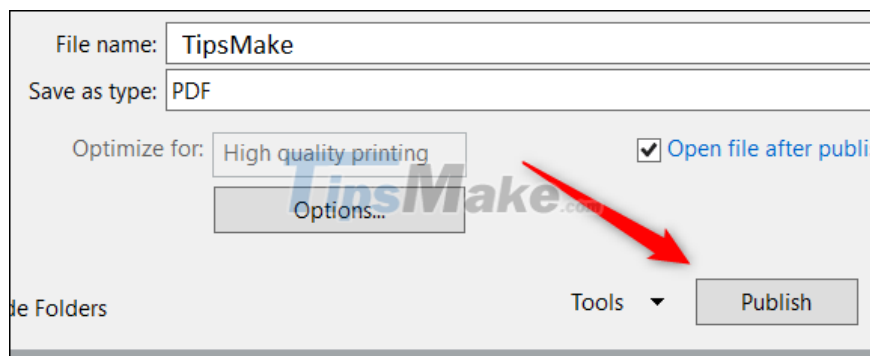 File name: TipsMake
Save as type: PDF
Optimize for: High quality printing
Open file after publi
TipsMake.com
Options...
de Folders
Tools
Publish